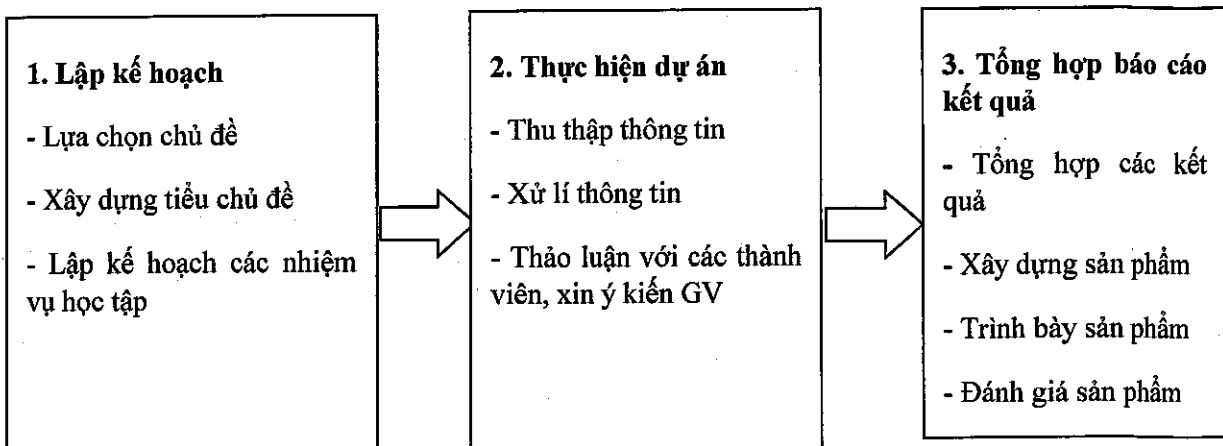 1. Lập kế hoạch
- Lựa chọn chủ đề
- Xây dựng tiểu chủ đề
- Lập kế hoạch các nhiệm
vụ học tập
2. Thực hiện dự án
- Thu thập thông tin
- Xử lí thông tin
- Thảo luận với các thành
viên, xin ý kiến GV
3. Tổng hợp báo cáo
kết quả
- Tổng hợp các kết
quả
- Xây dựng sản phẩm
- Trình bày sản phẩm
- Đánh giá sản phẩm